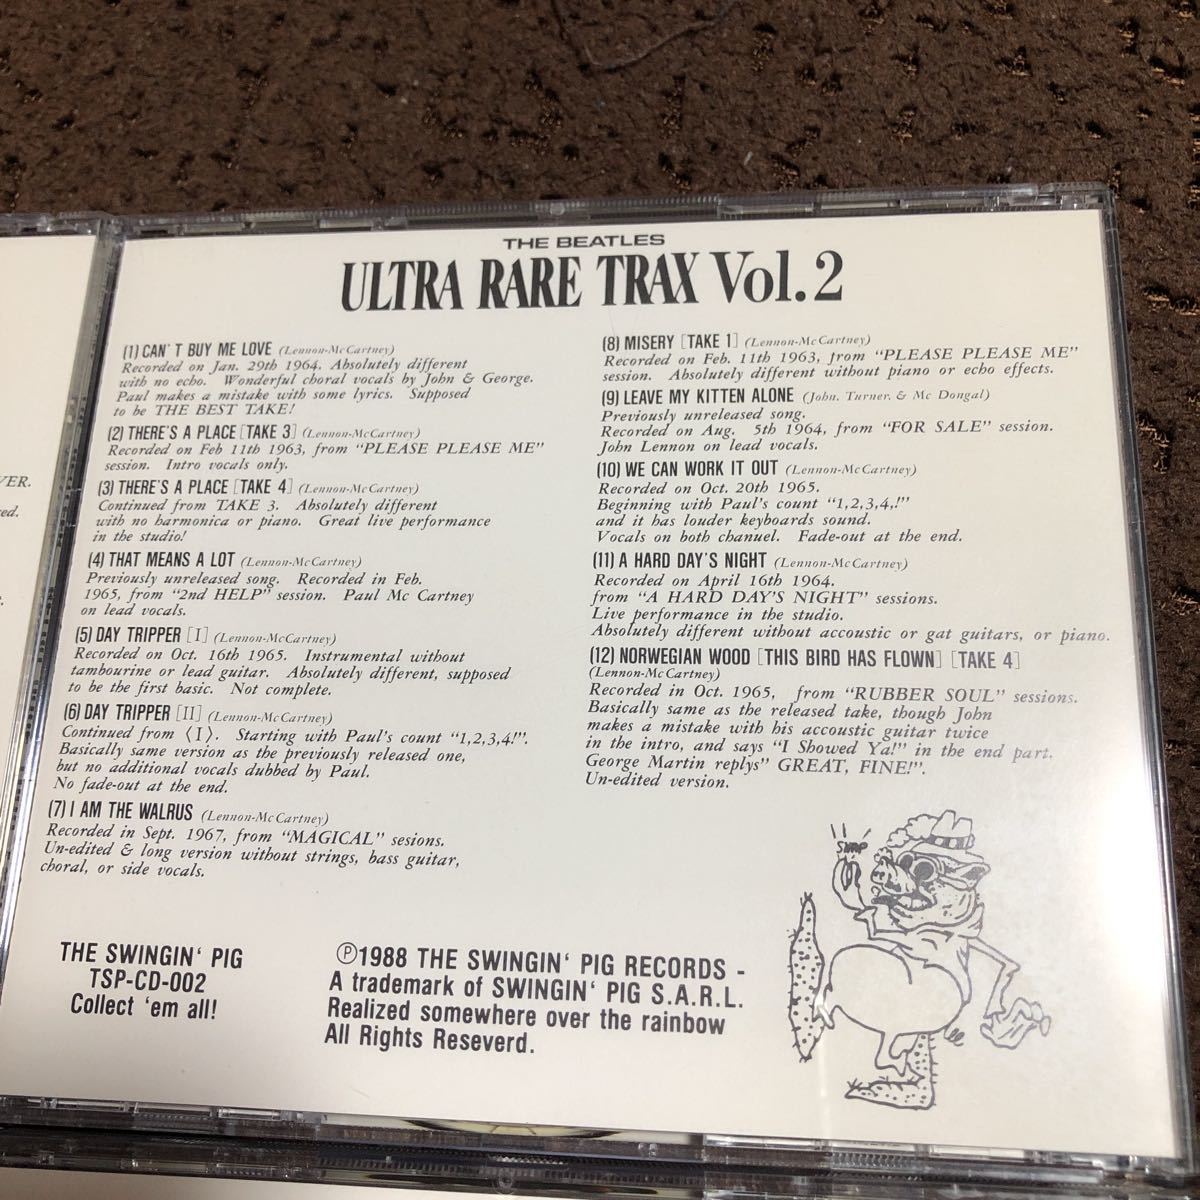 VER.
ed.
THE BEATLES
ULTRA RARE TRAX Vol.2
(1) CAN'T BUY ME LOVE (Lennon-McCartney)
Recorded on Jan. 29th 1964. Absolutely different
with no echo. Wonderful choral vocals by John & George.
Paul makes a mistake with some lyrics. Supposed
to be THE BEST TAKE!
(2) THERE'S A PLACE [TAKE 3] (Lennon-McCartney)
Recorded on Feb 11th 1963, from "PLEASE PLEASE ME"
session. Intro vocals only.
(3) THERE'S A PLACE [TAKE 4] (Lennon-McCartney)
Continued from TAKE 3. Absolutely different
with no harmonica or piano. Great live performance
in the studio!
(4) THAT MEANS A LOT (Lennon-McCartney)
Previously unreleased song. Recorded in Feb.
1965, from "2nd HELP" session. Paul Mc Cartney
on lead vocals.
(5) DAY TRIPPER [I] (Lennon-McCartney)
Recorded on Oct. 16th 1965. Instrumental without
tambourine or lead guitar. Absolutely different, supposed
to be the first basic. Not complete.
(6) DAY TRIPPER [II] (Lennon-McCartney)
Continued from ⟨I⟩. Starting with Paul's count "1,2,3,4!".
Basically same version as the previously released one,
but no additional vocals dubbed by Paul.
No fade-out at the end.
(7) I AM THE WALRUS (Lennon-McCartney)
Recorded in Sept. 1967, from "MAGICAL" sesions.
Un-edited & long version without strings, bass guitar,
choral, or side vocals.
(8) MISERY [TAKE 1] (Lennon-McCartney)
Recorded on Feb. 11th 1963, from "PLEASE PLEASE ME"
session. Absolutely different without piano or echo effects.
(9) LEAVE MY KITTEN ALONE (John, Turner, & Mc Dongal)
Previously unreleased song.
Recorded on Aug. 5th 1964, from "FOR SALE" session.
John Lennon on lead vocals.
(10) WE CAN WORK IT OUT (Lennon-McCartney)
Recorded on Oct. 20th 1965.
Beginning with Paul's count "1,2,3,4,!"
and it has louder keyboards sound.
Vocals on both chanuel. Fade-out at the end.
(11) A HARD DAY'S NIGHT (Lennon-McCartney)
Recorded on April 16th 1964.
from "A HARD DAY'S NIGHT" sessions.
Live performance in the studio.
Absolutely different without accoustic or gat guitars, or piano.
(12) NORWEGIAN WOOD [THIS BIRD HAS FLOWN] [TAKE 4]
(Lennon-McCartney)
Recorded in Oct. 1965, from "RUBBER SOUL" sessions.
Basically same as the released take, though John
makes a mistake with his accoustic guitar twice
in the intro, and says "I Showed Ya!" in the end part.
George Martin replys" GREAT, FINE!".
Un-edited version.
SNAP
THE SWINGIN' PIG
TSP-CD-002
Collect 'em all!
Ⓟ1988 THE SWINGIN' PIG RECORDS -
A trademark of SWINGIN' PIG S.A.R.L.
Realized somewhere over the rainbow
All Rights Reseverd.